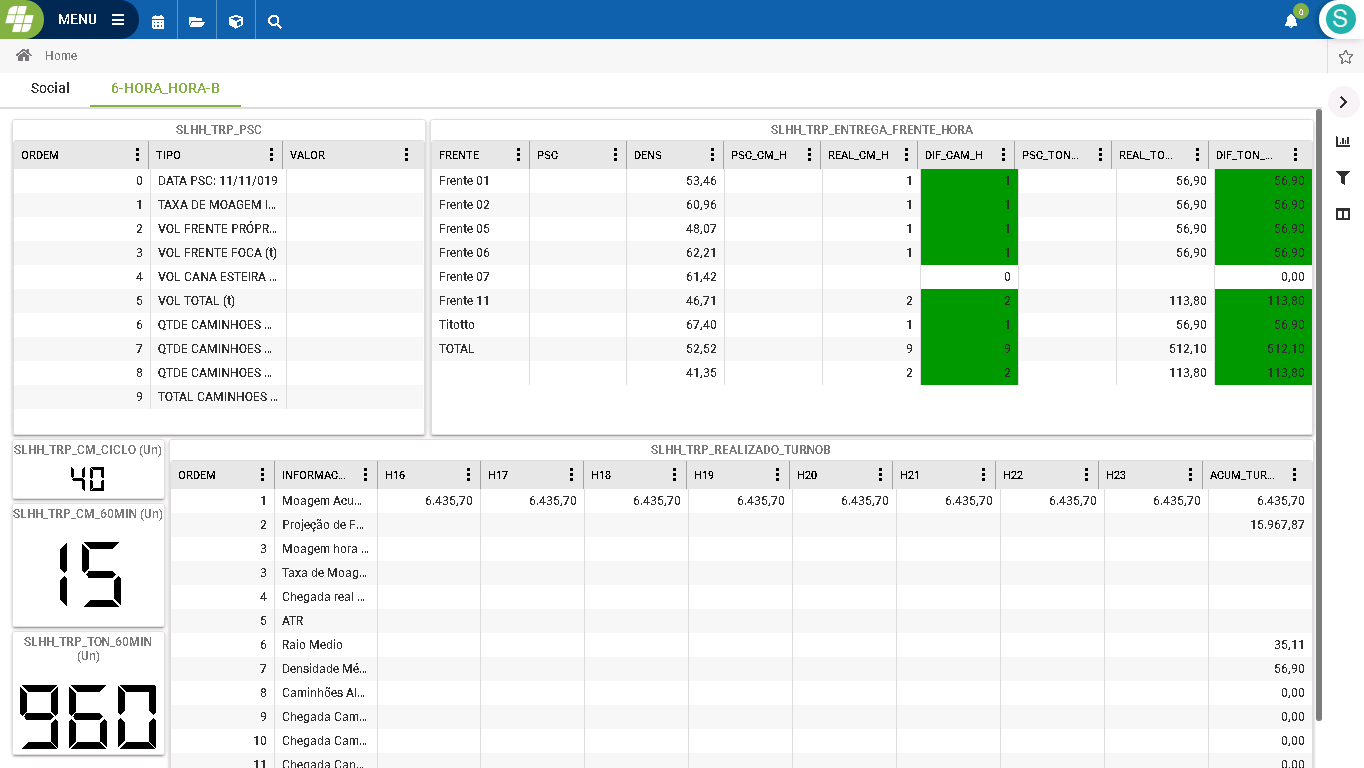 MENU
0
S
Home
Social 6-HORA_HORA-B
SLHH_TRP_PSC
ORDEM TIPO VALOR
0 DATA PSC: 11/11/019
1 TAXA DE MOAGEM I...
2 VOL FRENTE PRÓPR...
3 VOL FRENTE FOCA (t)
4 VOL CANA ESTEIRA ...
5 VOL TOTAL (t)
6 QTDE CAMINHOES ...
7 QTDE CAMINHOES ...
8 QTDE CAMINHOES ...
9 TOTAL CAMINHOES ...
SLHH_TRP_ENTREGA_FRENTE_HORA
FRENTE PSC DENS PSC_CM_H REAL_CM_H DIF_CAM_H PSC_TON... REAL_TO... DIF_TON_...
Frente 01 53,46 1 1 56,90 56,90
Frente 02 60,96 1 1 56,90 56,90
Frente 05 48,07 1 1 56,90 56,90
Frente 06 62,21 1 1 56,90 56,90
Frente 07 61,42 0 0,00
Frente 11 46,71 2 2 113,80 113,80
Titotto 67,40 1 1 56,90 56,90
TOTAL 52,52 9 9 512,10 512,10
41,35 2 2 113,80 113,80
SLHH_TRP_CM_CICLO (Un)
40
SLHH_TRP_CM_60MIN (Un)
15
SLHH_TRP_TON_60MIN
(Un)
960
SLHH_TRP_REALIZADO_TURNOB
ORDEM INFORMAC... H16 H17 H18 H19 H20 H21 H22 H23 ACUM_TUR...
1 Moagem Acu... 6.435,70 6.435,70 6.435,70 6.435,70 6.435,70 6.435,70 6.435,70 6.435,70 6.435,70
2 Projeção de F... 15.967,87
3 Moagem hora ...
3 Taxa de Moag...
4 Chegada real ...
5 ATR
6 Raio Medio 35,11
7 Densidade Mé... 56,90
8 Caminhões Al... 0,00
9 Chegada Cam... 0,00
10 Chegada Cam... 0,00
11 Chegada Can... 0,00